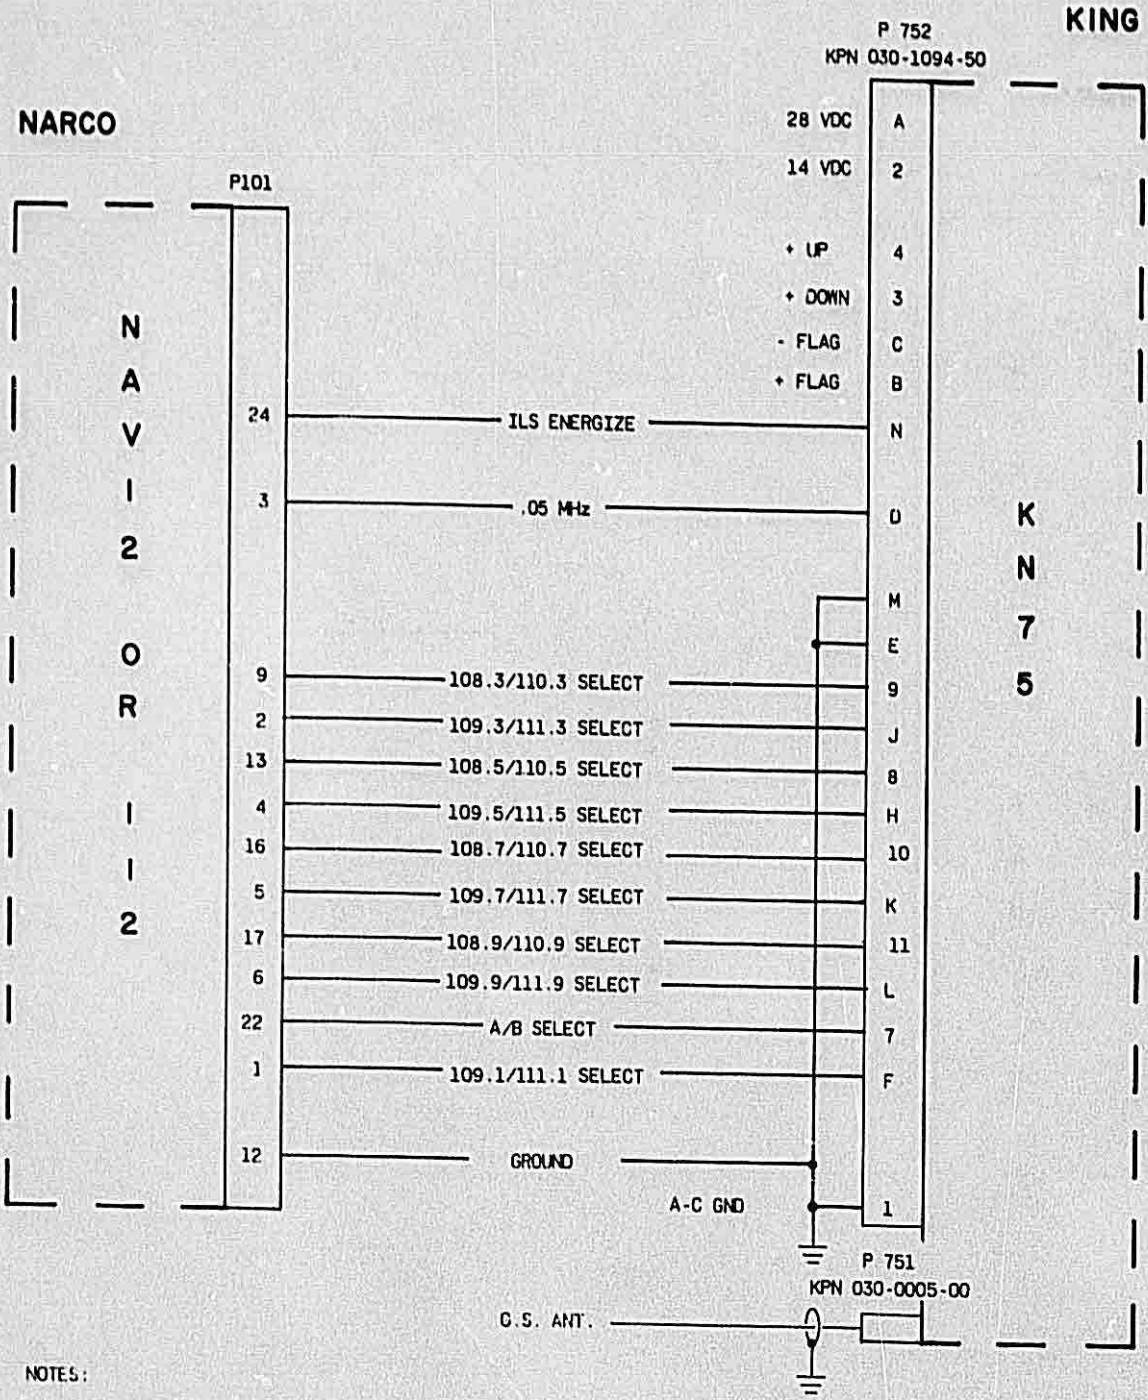 KING
P 752
KPN 030-1094-50
NARCO
28 VDC A
14 VDC 2
P101
+ UP 4
+ DOWN 3
- FLAG C
+ FLAG B
24 ILS ENERGIZE N
3 .05 MHz D
M
E
NAV 12 OR 112
KN75
9 108.3/110.3 SELECT 9
2 109.3/111.3 SELECT J
13 108.5/110.5 SELECT 8
4 109.5/111.5 SELECT H
16 108.7/110.7 SELECT 10
5 109.7/111.7 SELECT K
17 108.9/110.9 SELECT 11
6 109.9/111.9 SELECT L
22 A/B SELECT 7
1 109.1/111.1 SELECT F
12 GROUND
A-C GND 1
P 751
KPN 030-0005-00
G.S. ANT.
NOTES: